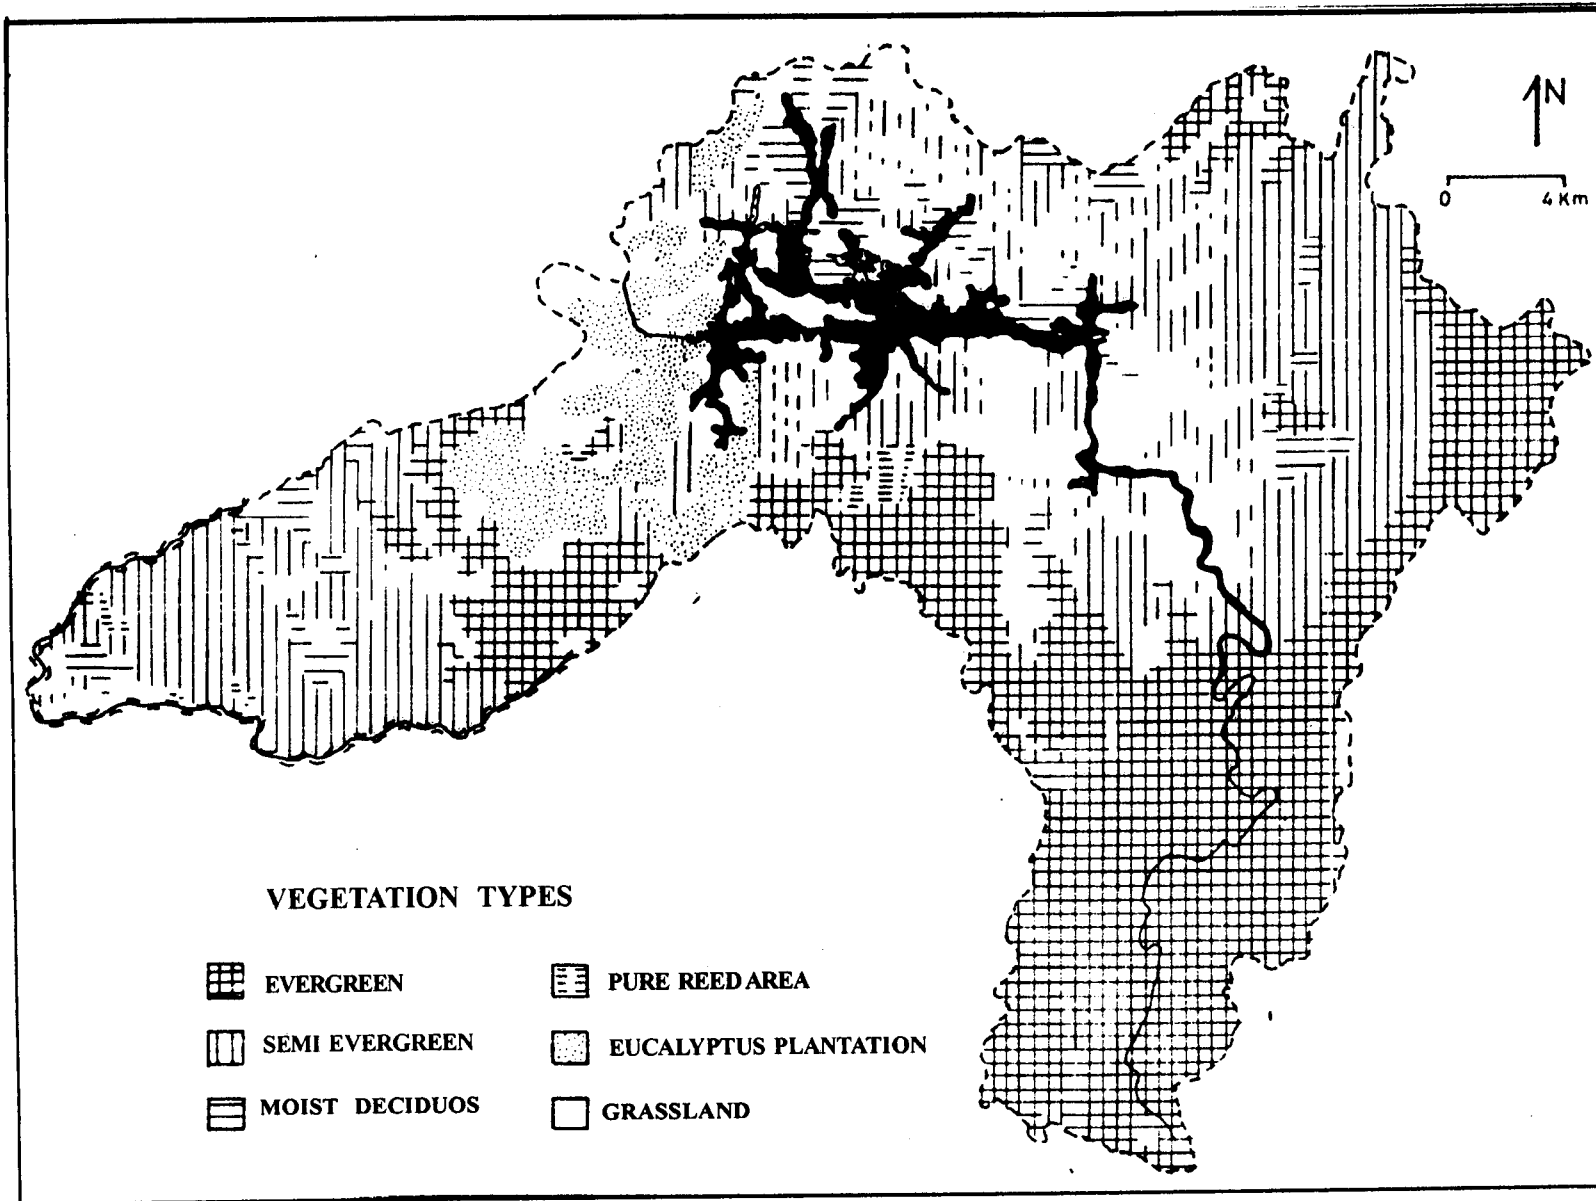 N
0 4 Km
VEGETATION TYPES
EVERGREEN
SEMI EVERGREEN
MOIST DECIDUOS
PURE REED AREA
EUCALYPTUS PLANTATION
GRASSLAND